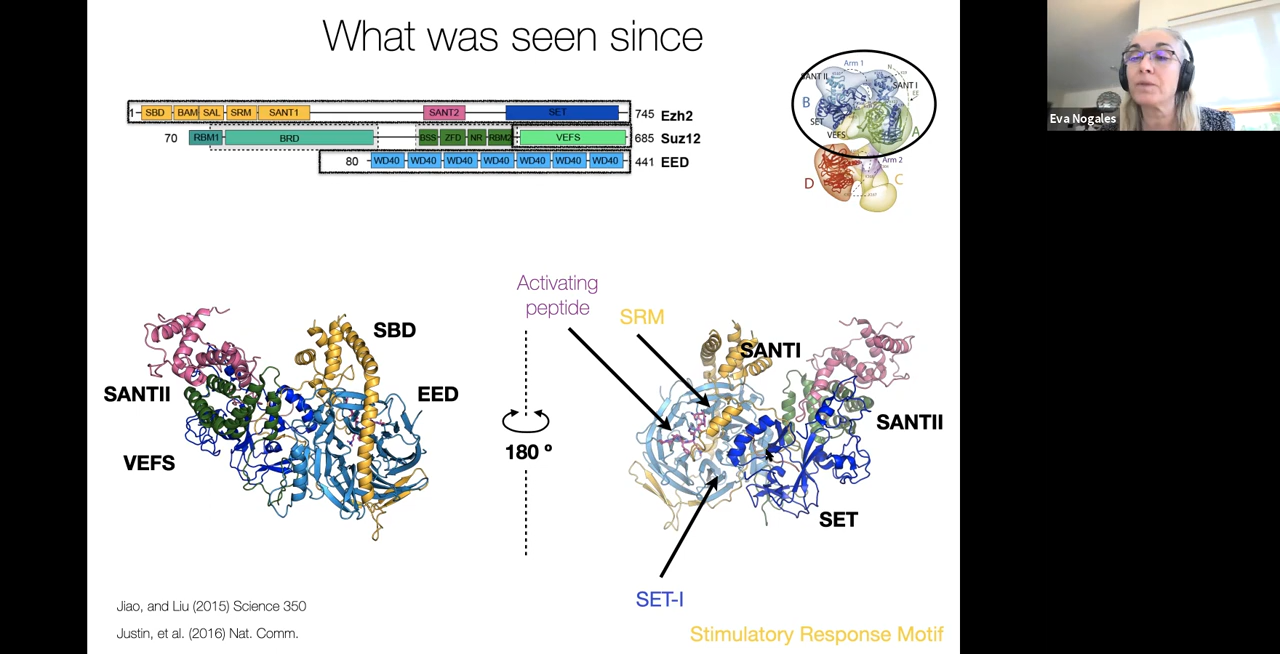 What was seen since
1 SBD BAM SAL SRM SANT1 SANT2 SET 745 Ezh2
70 RBM1 BRD BSS ZFD NR RBM2 VEFS 685 Suz12
80 WD40 WD40 WD40 WD40 WD40 WD40 WD40 441 EED
Arm 1
N
SANT II
SANT I
EE
B
SET
VEFS
A
Arm 2
D
C
Eva Nogales
Activating
peptide
SRM
SBD
SANTI
SANTII
EED
SANTII
VEFS
180 º
SET
SET-I
Jiao, and Liu (2015) Science 350
Justin, et al. (2016) Nat. Comm.
Stimulatory Response Motif